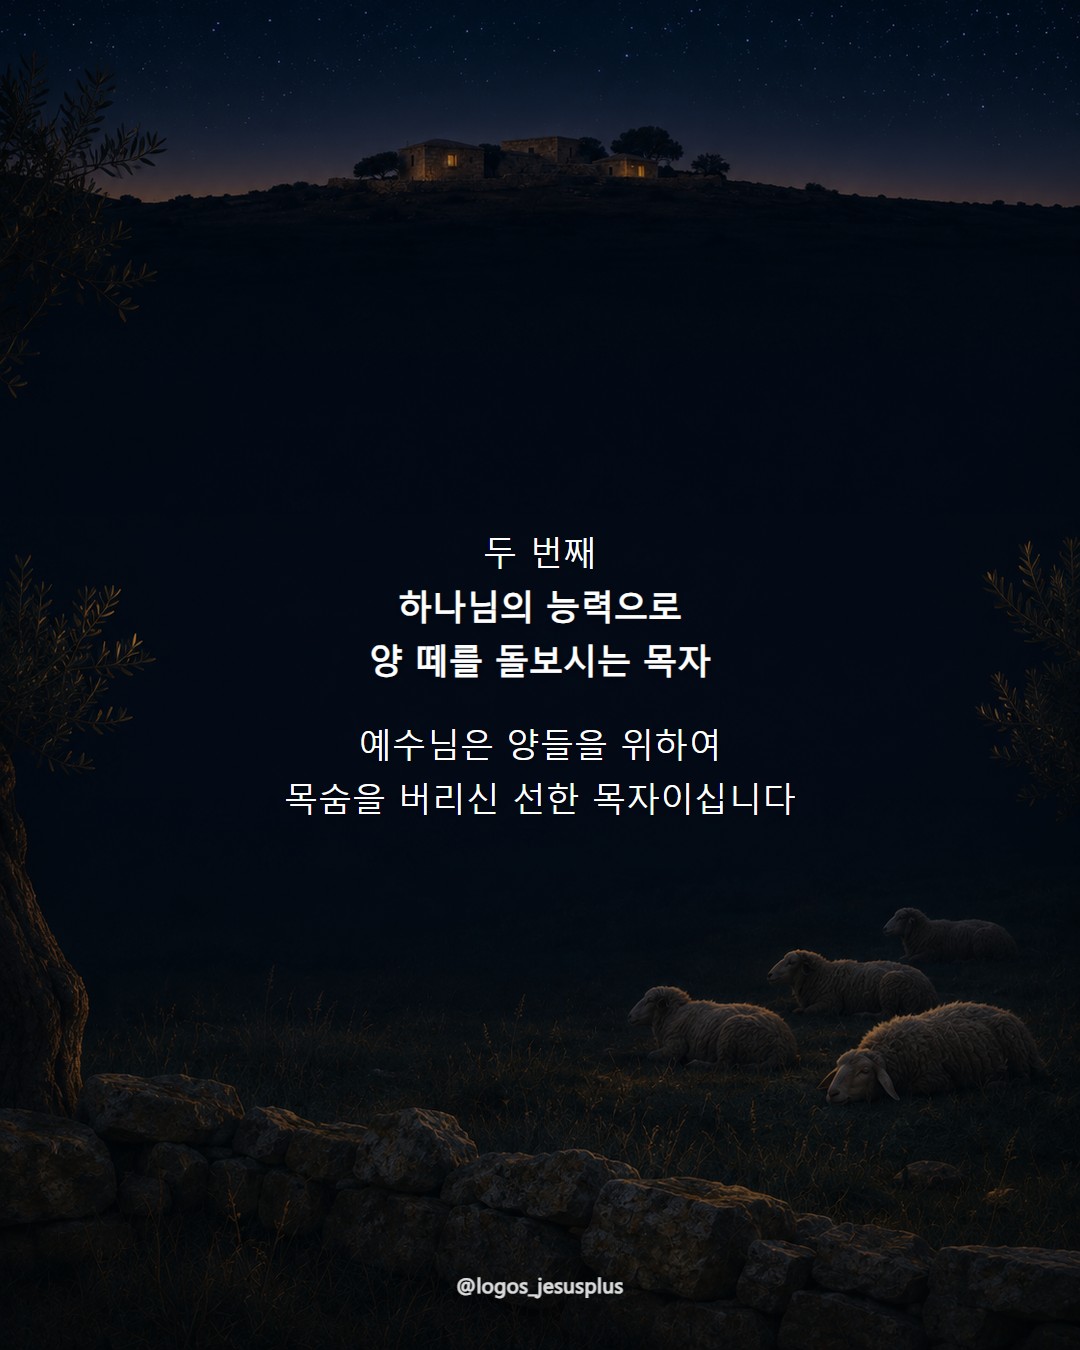 두 번째
하나님의 능력으로
양 떼를 돌보시는 목자
예수님은 양들을 위하여
목숨을 버리신 선한 목자이십니다
@logos_jesusplus